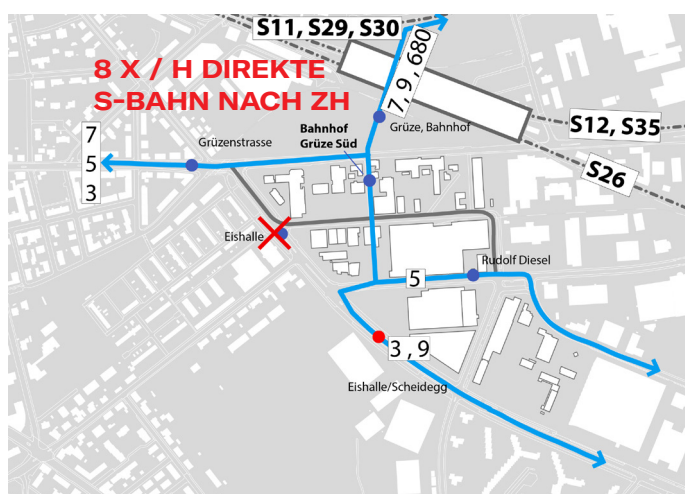 S11, S29, S30
8 X / H DIREKTE
S-BAHN NACH ZH
7, 9 , 680
Bahnhof
Grüze Süd
Grüze, Bahnhof
S12, S35
S26
Grüzenstrasse
7
5
3
Eishalle
Rudolf Diesel
5
3 , 9
Eishalle/Scheidegg